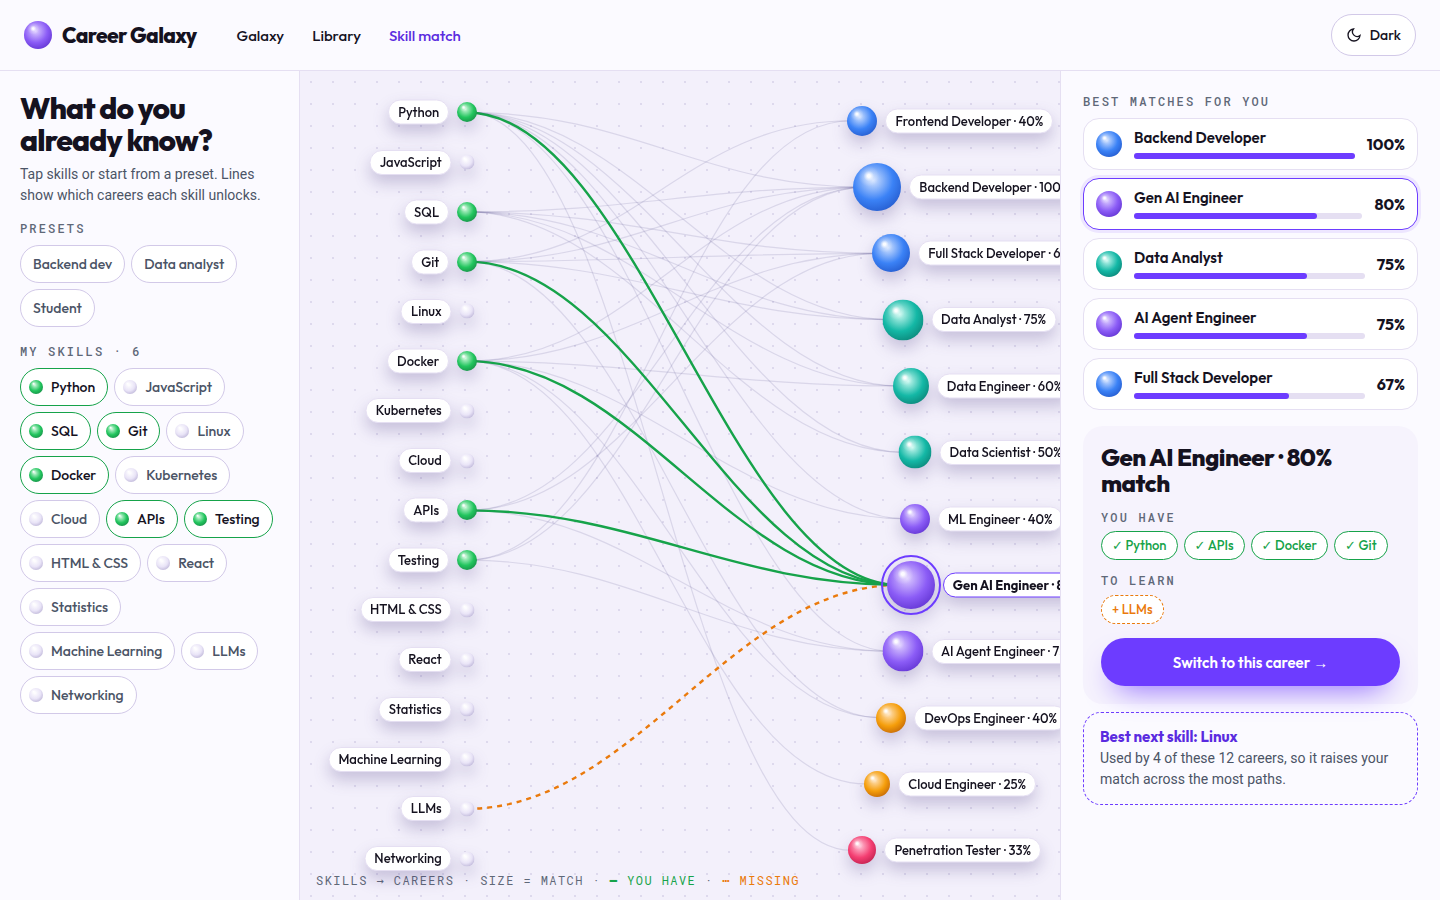 Career Galaxy
Galaxy
Library
Skill match
Dark
What do you
already know?
Tap skills or start from a preset. Lines
show which careers each skill unlocks.
PRESETS
Backend dev
Data analyst
Student
MY SKILLS · 6
Python
JavaScript
SQL
Git
Linux
Docker
Kubernetes
Cloud
APIs
Testing
HTML & CSS
React
Statistics
Machine Learning
LLMs
Networking
Python
JavaScript
SQL
Git
Linux
Docker
Kubernetes
Cloud
APIs
Testing
HTML & CSS
React
Statistics
Machine Learning
LLMs
Networking
Frontend Developer · 40%
Backend Developer · 100
Full Stack Developer · 6
Data Analyst · 75%
Data Engineer · 60%
Data Scientist · 50%
ML Engineer · 40%
Gen AI Engineer · 8
AI Agent Engineer · 7
DevOps Engineer · 40%
Cloud Engineer · 25%
Penetration Tester · 33%
SKILLS → CAREERS · SIZE = MATCH · ━ YOU HAVE · ┅ MISSING
BEST MATCHES FOR YOU
Backend Developer
100%
Gen AI Engineer
80%
Data Analyst
75%
AI Agent Engineer
75%
Full Stack Developer
67%
Gen AI Engineer · 80%
match
YOU HAVE
✓ Python
✓ APIs
✓ Docker
✓ Git
TO LEARN
+ LLMs
Switch to this career →
Best next skill: Linux
Used by 4 of these 12 careers, so it raises your
match across the most paths.